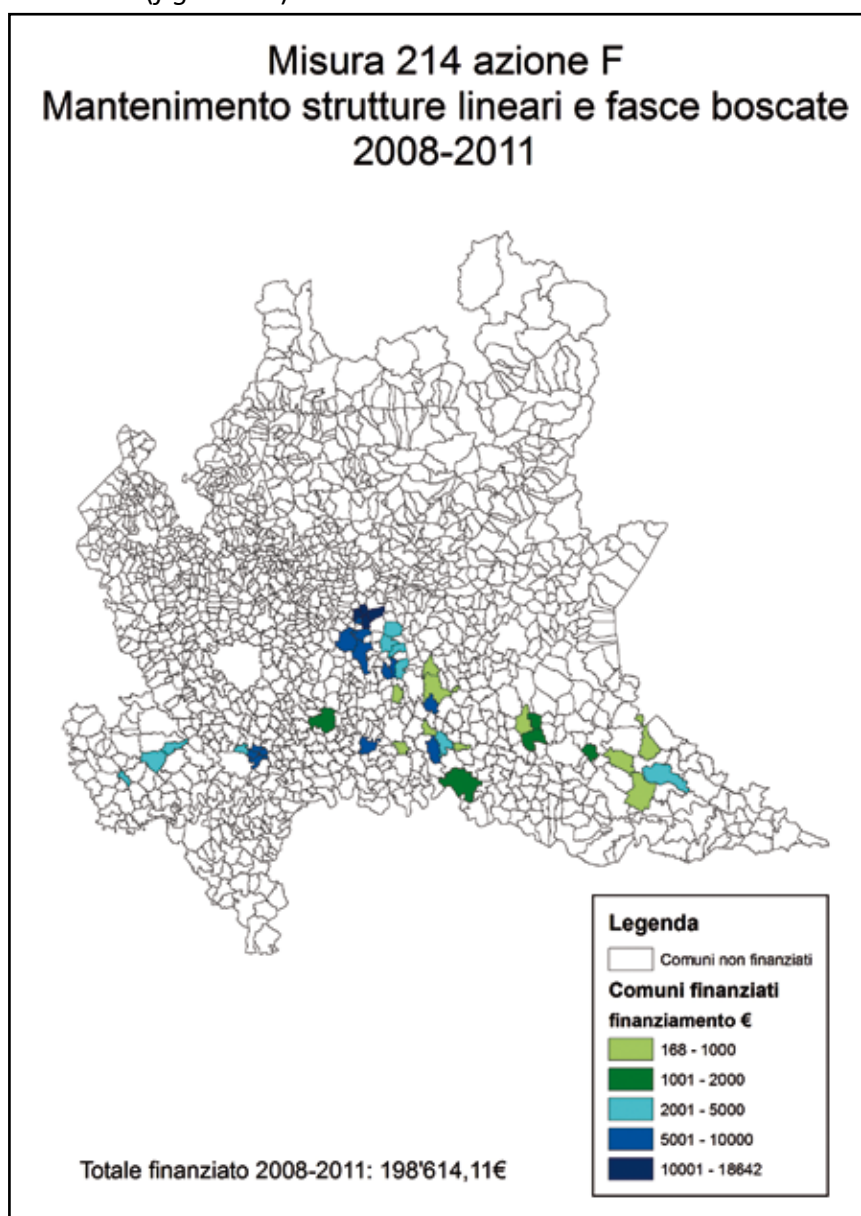 Misura 214 azione F
Mantenimento strutture lineari e fasce boscate
2008-2011
Legenda
Comuni non finanziati
Comuni finanziati
finanziamento €
168 - 1000
1001 - 2000
2001 - 5000
5001 - 10000
10001 - 18642
Totale finanziato 2008-2011: 198'614,11€